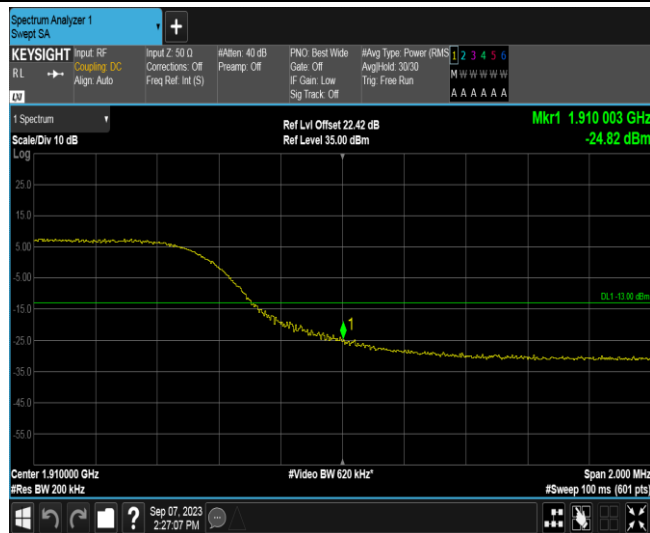 Spectrum Analyzer 1
Swept SA
+
KEYSIGHT
RL
LXI
Input: RF
Coupling: DC
Align: Auto
Input Z: 50 Ω
Corrections: Off
Freq Ref: Int (S)
#Atten: 40 dB
Preamp: Off
PNO: Best Wide
Gate: Off
IF Gain: Low
Sig Track: Off
#Avg Type: Power (RMS
Avg|Hold: 30/30
Trig: Free Run
1 2 3 4 5 6
M W W W W W
A A A A A A
1 Spectrum
Scale/Div 10 dB
Log
Ref Lvl Offset 22.42 dB
Ref Level 35.00 dBm
Mkr1 1.910 003 GHz
-24.82 dBm
25.0
15.0
5.00
-5.00
-15.0
-25.0
-35.0
-45.0
-55.0
DL1 -13.00 dBm
1
Center 1.910000 GHz
#Res BW 200 kHz
#Video BW 620 kHz*
Span 2.000 MHz
#Sweep 100 ms (601 pts)
?
Sep 07, 2023
2:27:07 PM